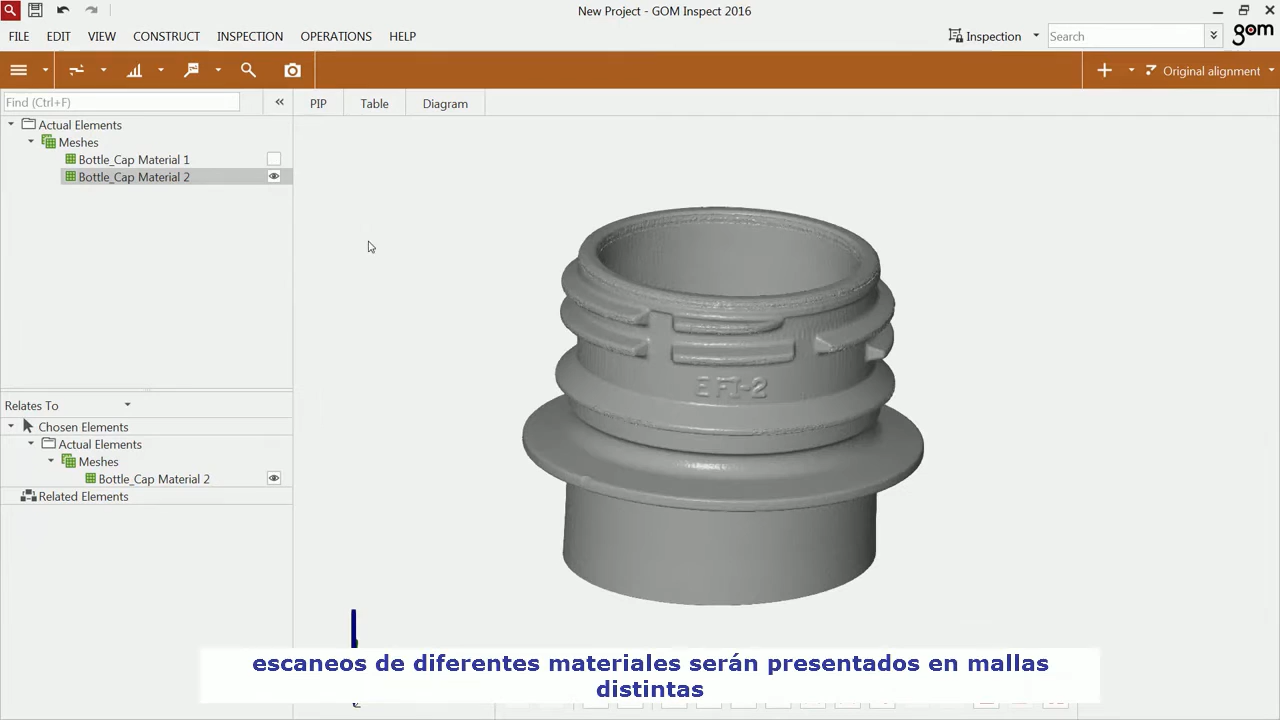 New Project - GOM Inspect 2016
FILE EDIT VIEW CONSTRUCT INSPECTION OPERATIONS HELP
Inspection
Search
gom
Original alignment
Find (Ctrl+F)
PIP Table Diagram
Actual Elements
Meshes
Bottle_Cap Material 1
Bottle_Cap Material 2
EFI-2
Relates To
Chosen Elements
Actual Elements
Meshes
Bottle_Cap Material 2
Related Elements
escaneos de diferentes materiales serán presentados en mallas
distintas